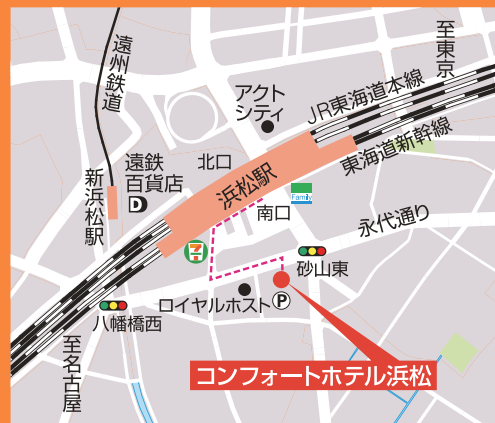 至東京
遠州鉄道
アクト
シティ
JR東海道本線
東海道新幹線
遠鉄
百貨店
D
北口
浜松駅
新浜松駅
Family
南口
永代通り
7
砂山東
ロイヤルホスト
P
八幡橋西
至名古屋
コンフォートホテル浜松